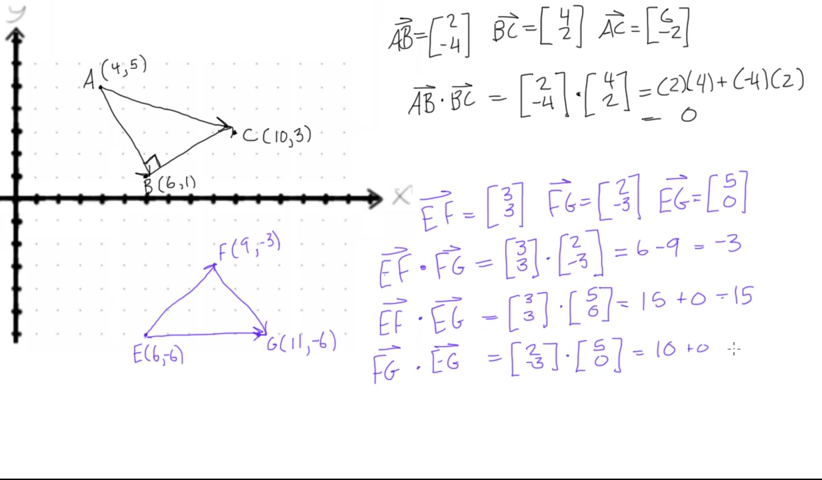 y
A(4,5)
C(10,3)
B(6,1)
x
F(9,-3)
E(6,-6)
G(11,-6)
AB = [2 -4] BC = [4 2] AC = [6 -2]
AB · BC = [2 -4] · [4 2] = (2)(4) + (-4)(2)
= 0
EF = [3 3] FG = [2 -3] EG = [5 0]
EF · FG = [3 3] · [2 -3] = 6 - 9 = -3
EF · EG = [3 3] · [5 0] = 15 + 0 = 15
FG · EG = [2 -3] · [5 0] = 10 + 0